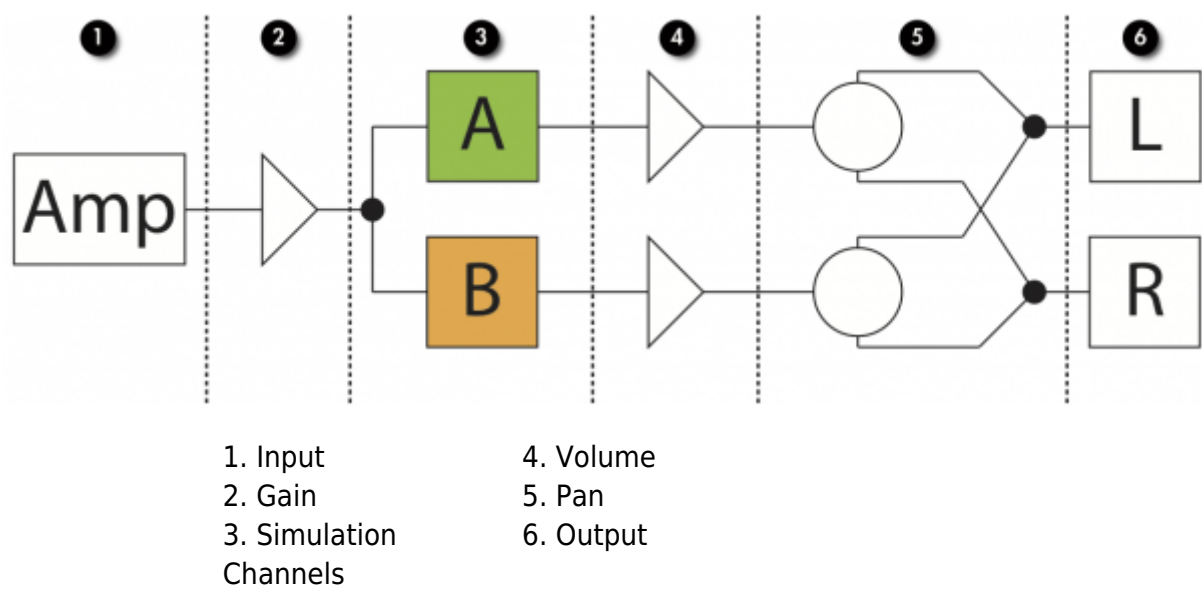 1 2 3 4 5 6
A L
Amp
B R
1. Input
2. Gain
3. Simulation
Channels
4. Volume
5. Pan
6. Output